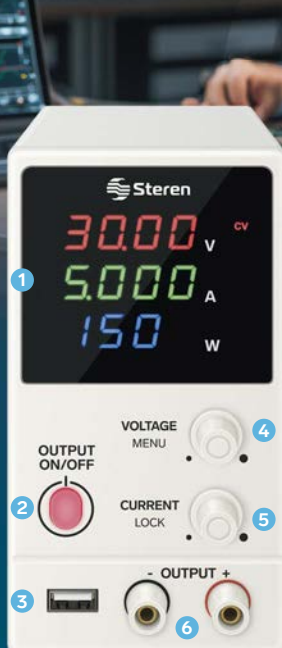 Steren
30.00 V CV
1
5.000 A
150 W
VOLTAGE
MENU
4
OUTPUT
ON/OFF
2
CURRENT
LOCK
5
3
- OUTPUT +
6